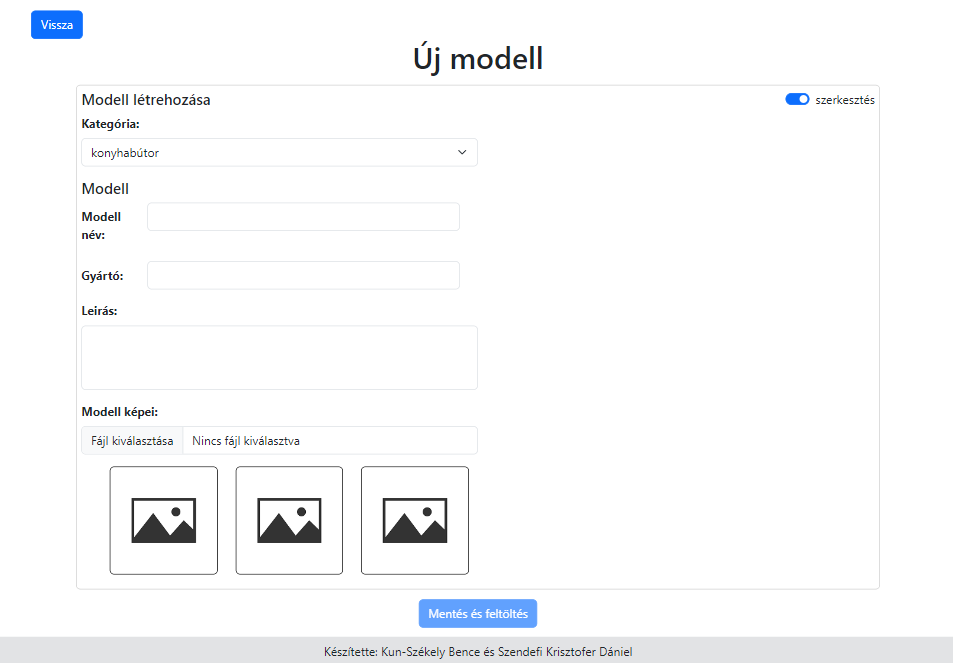 Vissza
Új modell
Modell létrehozása
szerkesztés
Kategória:
konyhabútor
Modell
Modell
név:
Gyártó:
Leirás:
Modell képei:
Fájl kiválasztása Nincs fájl kiválasztva
Mentés és feltöltés
Készítette: Kun-Székely Bence és Szendefi Krisztofer Dániel